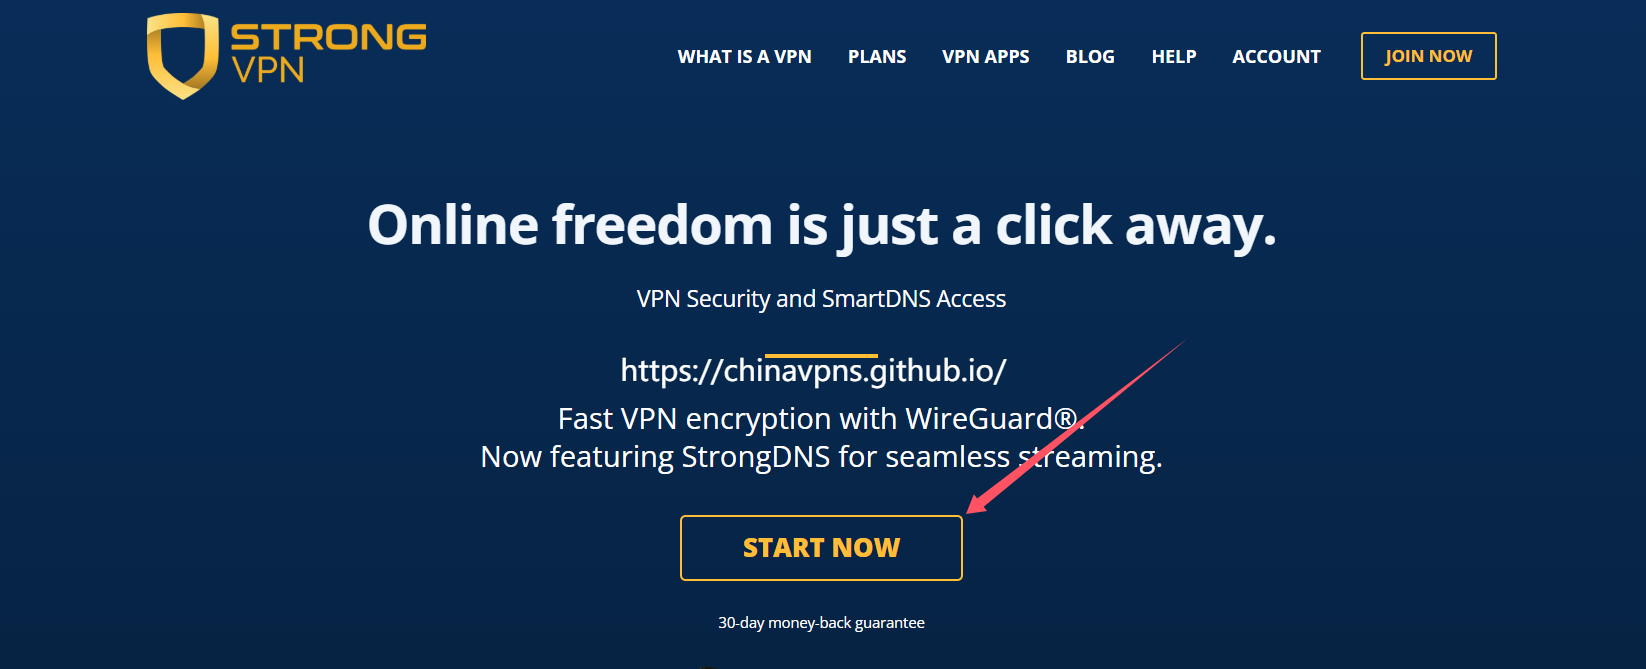 STRONG
VPN
WHAT IS A VPN
PLANS
VPN APPS
BLOG
HELP
ACCOUNT
JOIN NOW
Online freedom is just a click away.
VPN Security and SmartDNS Access
https://chinavpns.github.io/
Fast VPN encryption with WireGuard®.
Now featuring StrongDNS for seamless streaming.
START NOW
30-day money-back guarantee